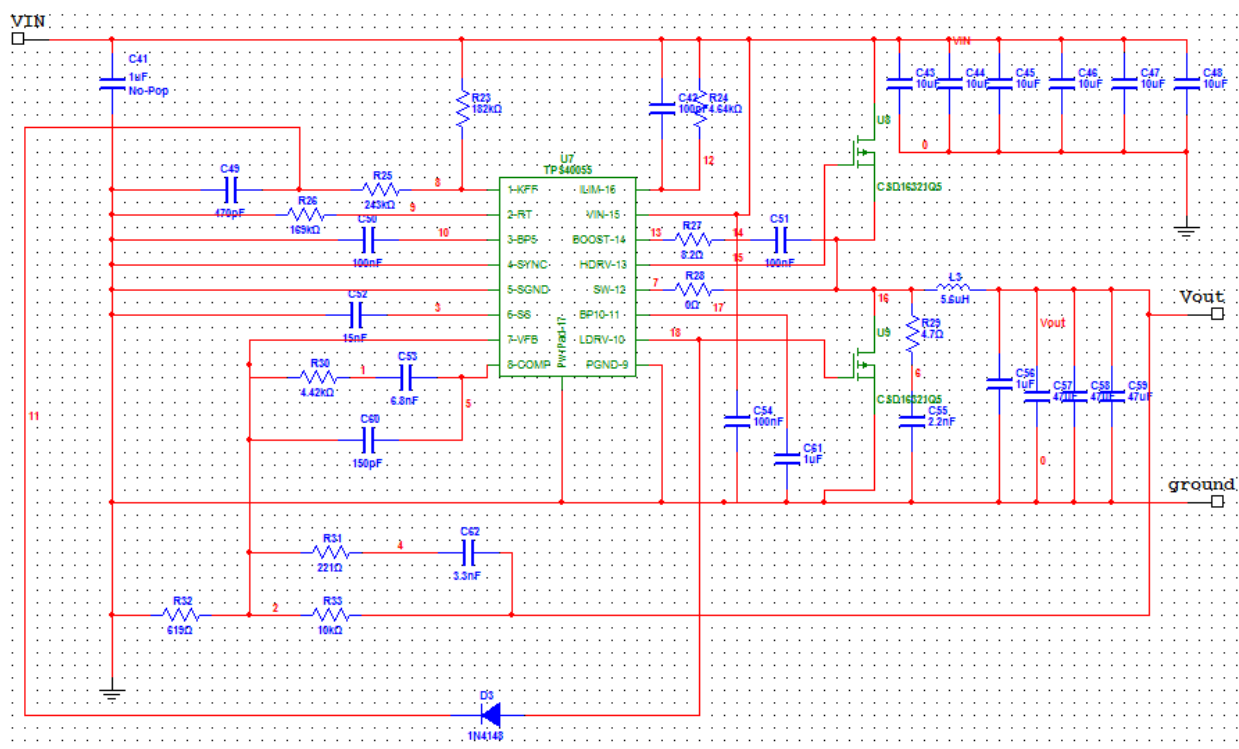 VIN
C41
1uF
No-Pop
R23
182kΩ
C42
100pF
R24
4.64kΩ
12
VIN
C43
10uF
C44
10uF
C45
10uF
C46
10uF
C47
10uF
C48
10uF
0
U8
CSD16321Q5
U7
TPS40055
1-KFF
2-RT
3-BP5
4-SYNC
5-SGND
6-SS
7-VFB
8-COMP
ILIM-16
VIN-15
BOOST-14
HDRV-13
SW-12
BP10-11
LDRV-10
PGND-9
PwrPad-17
C49
470pF
R25
243kΩ
8
R26
169kΩ
9
C50
100nF
10
C52
15nF
3
R30
4.42kΩ
1
C53
6.8nF
5
C60
150pF
11
13
R27
8.2Ω
14
C51
100nF
15
7
R28
0Ω
17
18
16
L3
5.6uH
U9
CSD16321Q5
R29
4.7Ω
6
C55
2.2nF
C54
100nF
C61
1uF
Vout
Vout
C56
1uF
C57
47uF
C58
47uF
C59
47uF
0
ground
R31
221Ω
4
C62
3.3nF
R32
619Ω
2
R33
10kΩ
D3
1N4148